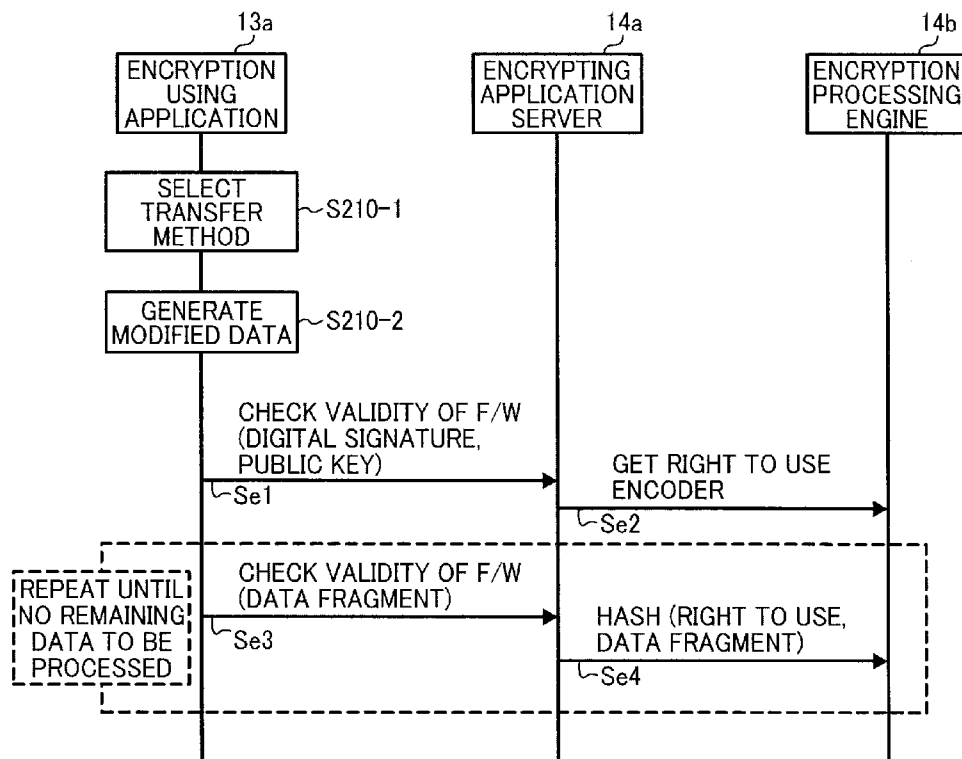 13a
14a
14b
ENCRYPTION
USING
APPLICATION
ENCRYPTING
APPLICATION
SERVER
ENCRYPTION
PROCESSING
ENGINE
SELECT
TRANSFER
METHOD
S210-1
GENERATE
MODIFIED DATA
S210-2
CHECK VALIDITY OF F/W
(DIGITAL SIGNATURE,
PUBLIC KEY)
Se1
GET RIGHT TO USE
ENCODER
Se2
REPEAT UNTIL
NO REMAINING
DATA TO BE
PROCESSED
CHECK VALIDITY OF F/W
(DATA FRAGMENT)
Se3
HASH (RIGHT TO USE,
DATA FRAGMENT)
Se4